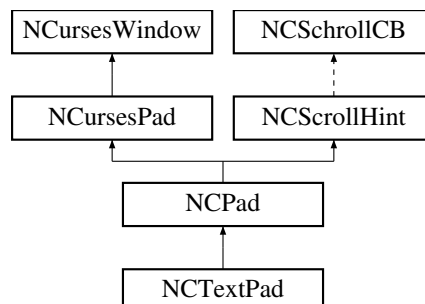 NCursesWindow
NCSchrollCB
NCursesPad
NCScrollHint
NCPad
NCTextPad